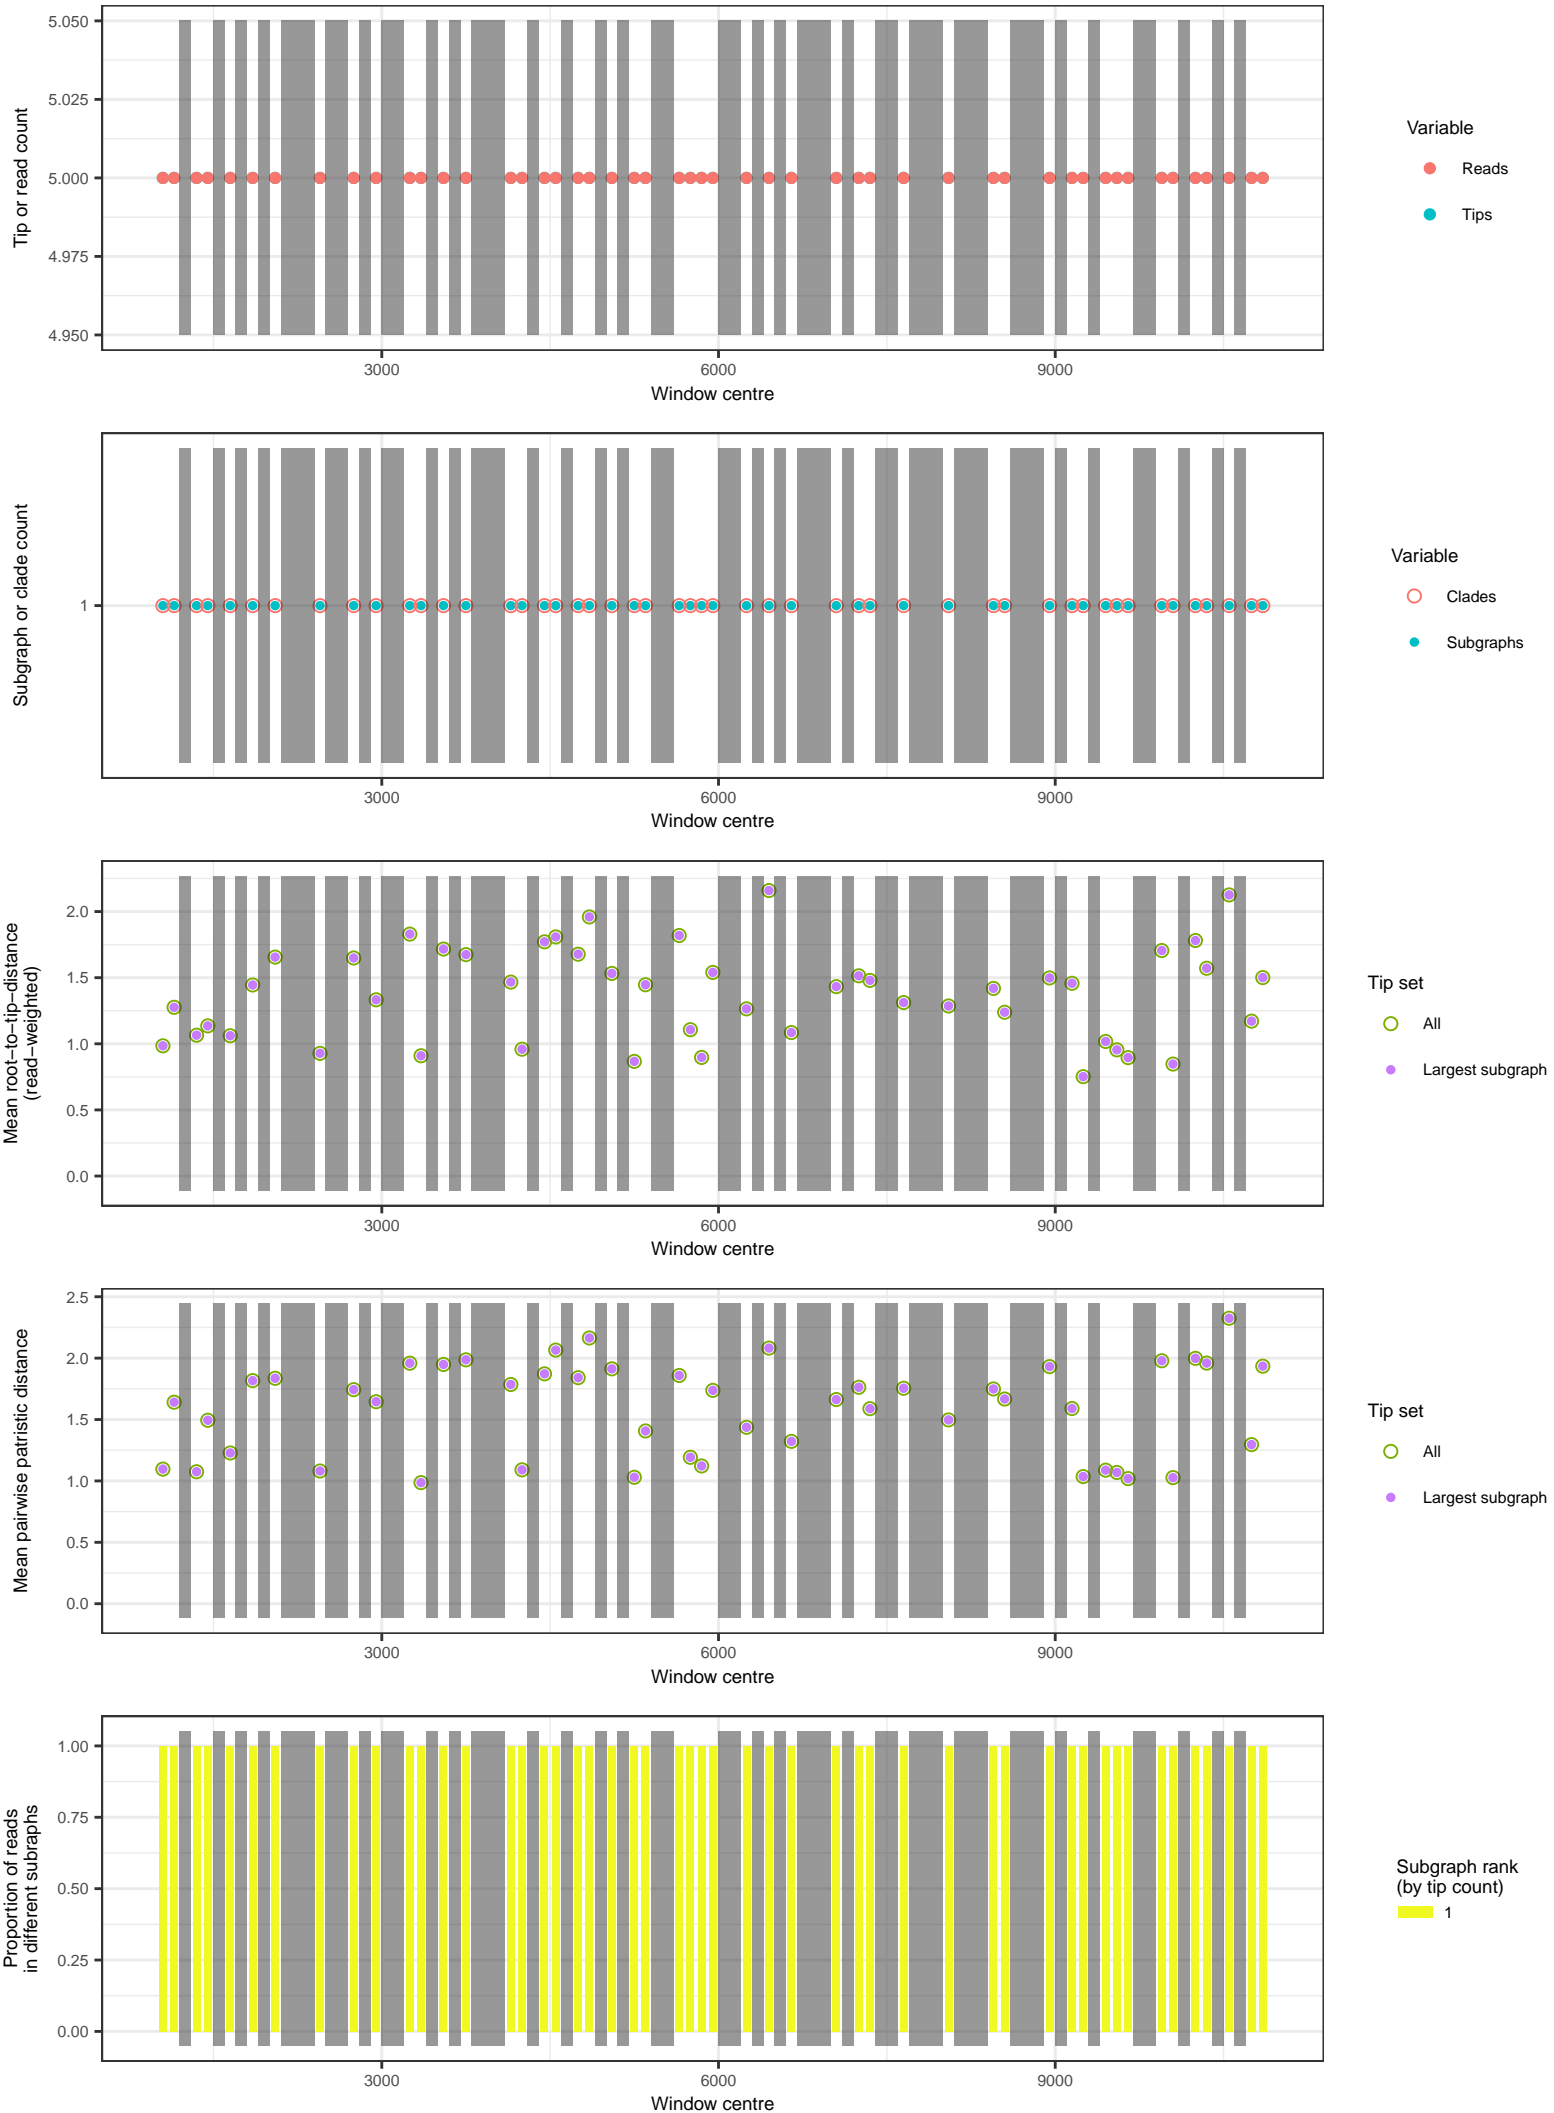 5.050
5.025
5.000
4.975
4.950
Tip or read count
3000
6000
9000
Window centre
Variable
Reads
Tips
1
Subgraph or clade count
3000
6000
9000
Window centre
Variable
Clades
Subgraphs
2.0
1.5
1.0
0.5
0.0
Mean root−to−tip−distance
(read−weighted)
3000
6000
9000
Window centre
Tip set
All
Largest subgraph
2.5
2.0
1.5
1.0
0.5
0.0
Mean pairwise patristic distance
3000
6000
9000
Window centre
Tip set
All
Largest subgraph
1.00
0.75
0.50
0.25
0.00
Proportion of reads
in different subraphs
3000
6000
9000
Window centre
Subgraph rank
(by tip count)
1